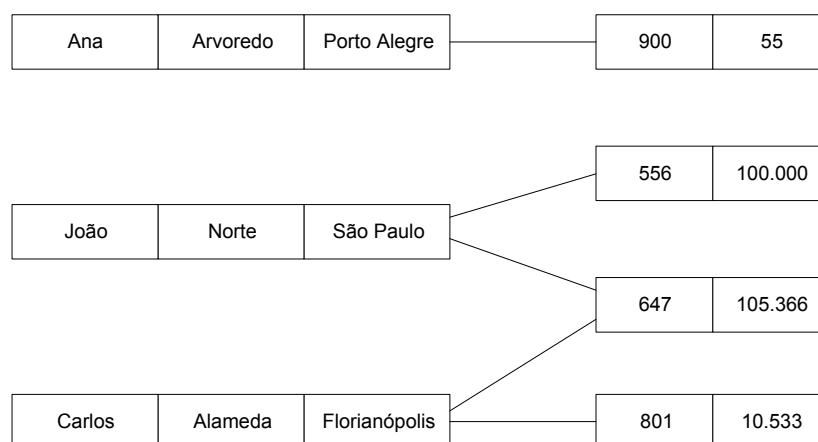 Ana Arvoredo Porto Alegre 900 55
556 100.000
João Norte São Paulo
647 105.366
Carlos Alameda Florianópolis 801 10.533